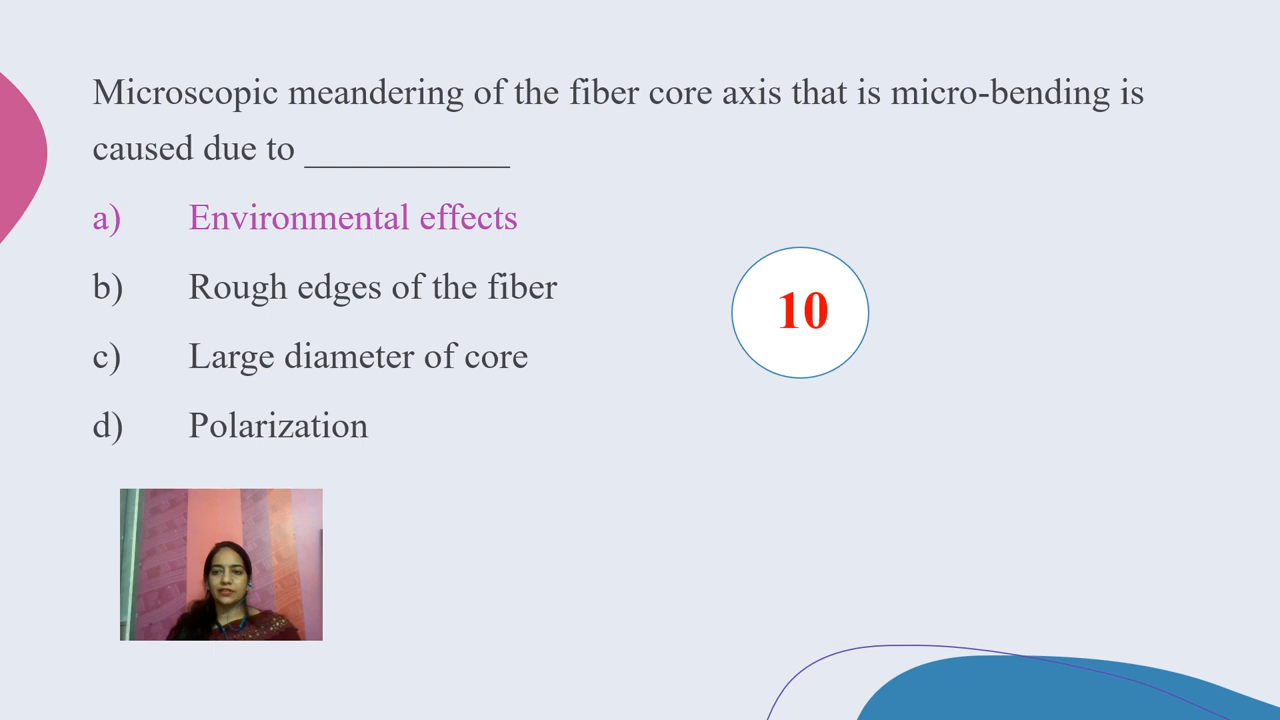 Microscopic meandering of the fiber core axis that is micro-bending is
caused due to ___________
a) Environmental effects
b) Rough edges of the fiber
c) Large diameter of core
d) Polarization
10